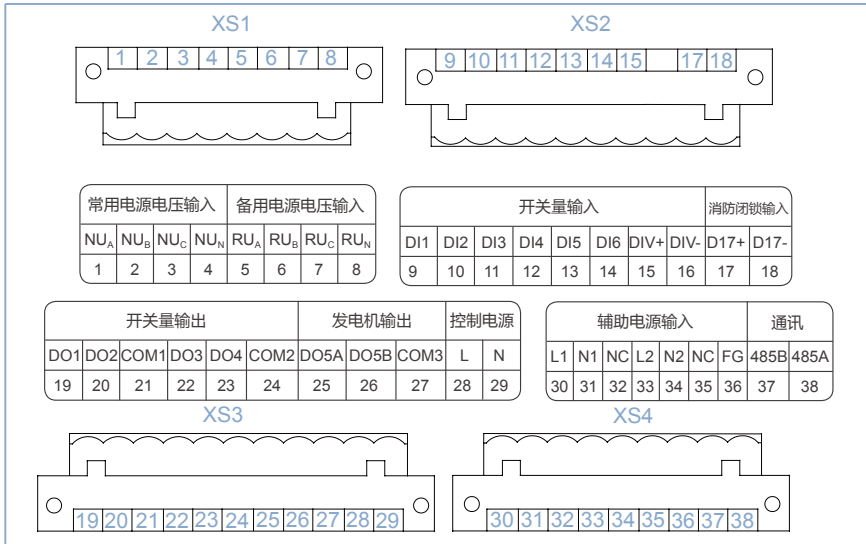 XS1 XS2
1 2 3 4 5 6 7 8
9 10 11 12 13 14 15 17 18
常用电源电压输入 备用电源电压输入
NUA NUB NUC NUN RUA RUB RUC RUN
1 2 3 4 5 6 7 8
开关量输入 消防闭锁输入
DI1 DI2 DI3 DI4 DI5 DI6 DIV+ DIV- D17+ D17-
9 10 11 12 13 14 15 16 17 18
开关量输出 发电机输出 控制电源
DO1 DO2 COM1 DO3 DO4 COM2 DO5A DO5B COM3 L N
19 20 21 22 23 24 25 26 27 28 29
辅助电源输入 通讯
L1 N1 NC L2 N2 NC FG 485B 485A
30 31 32 33 34 35 36 37 38
XS3 XS4
19 20 21 22 23 24 25 26 27 28 29
30 31 32 33 34 35 36 37 38